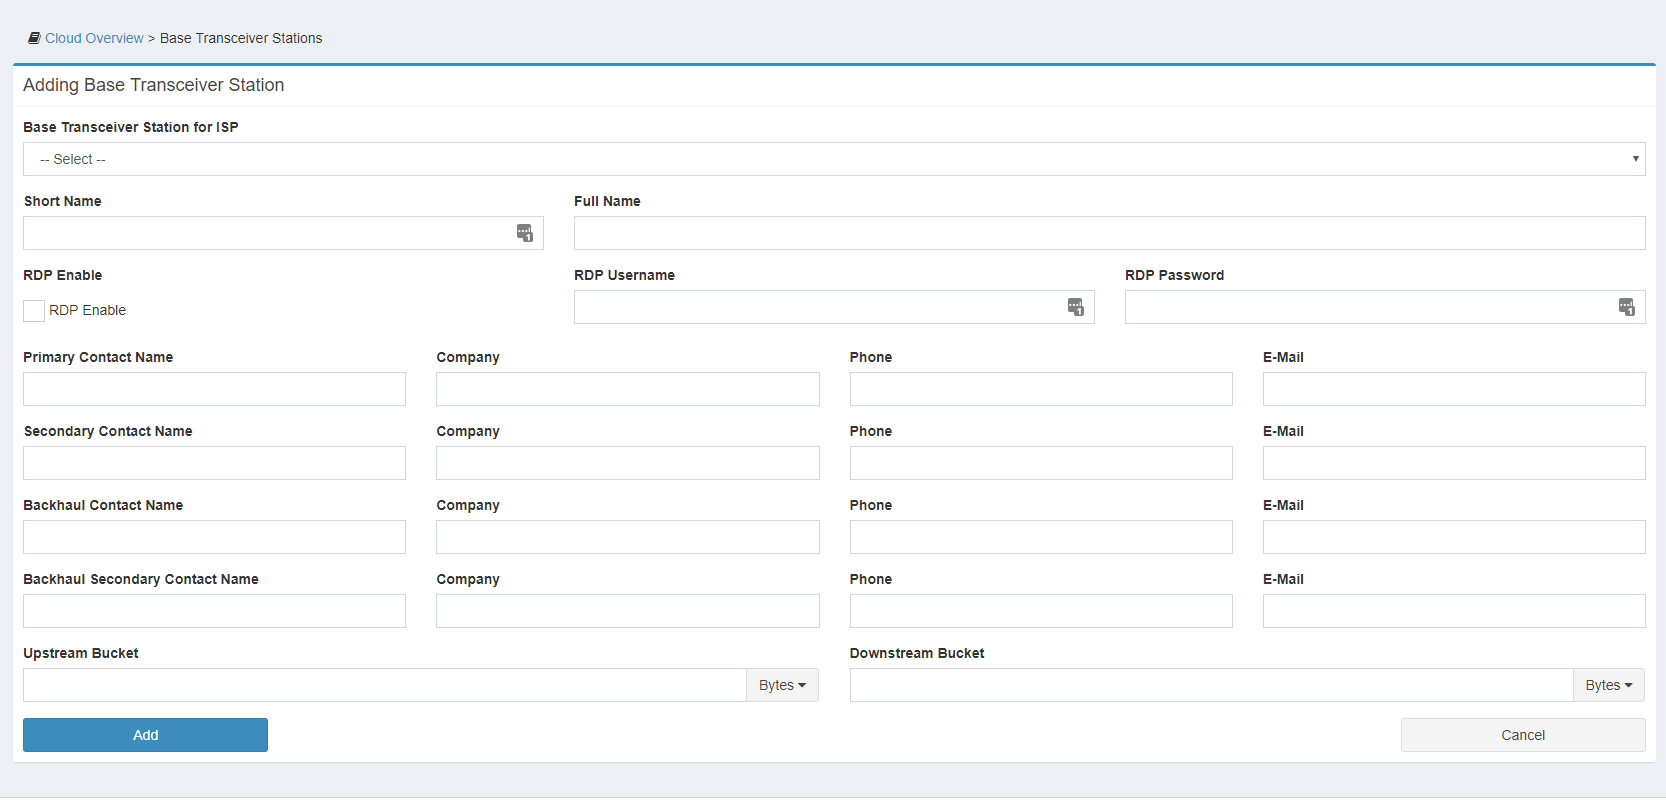 Cloud Overview > Base Transceiver Stations
Adding Base Transceiver Station
Base Transceiver Station for ISP
-- Select --
Short Name Full Name
1
RDP Enable RDP Username RDP Password
RDP Enable 1 1
Primary Contact Name Company Phone E-Mail
Secondary Contact Name Company Phone E-Mail
Backhaul Contact Name Company Phone E-Mail
Backhaul Secondary Contact Name Company Phone E-Mail
Upstream Bucket Downstream Bucket
Bytes Bytes
Add Cancel